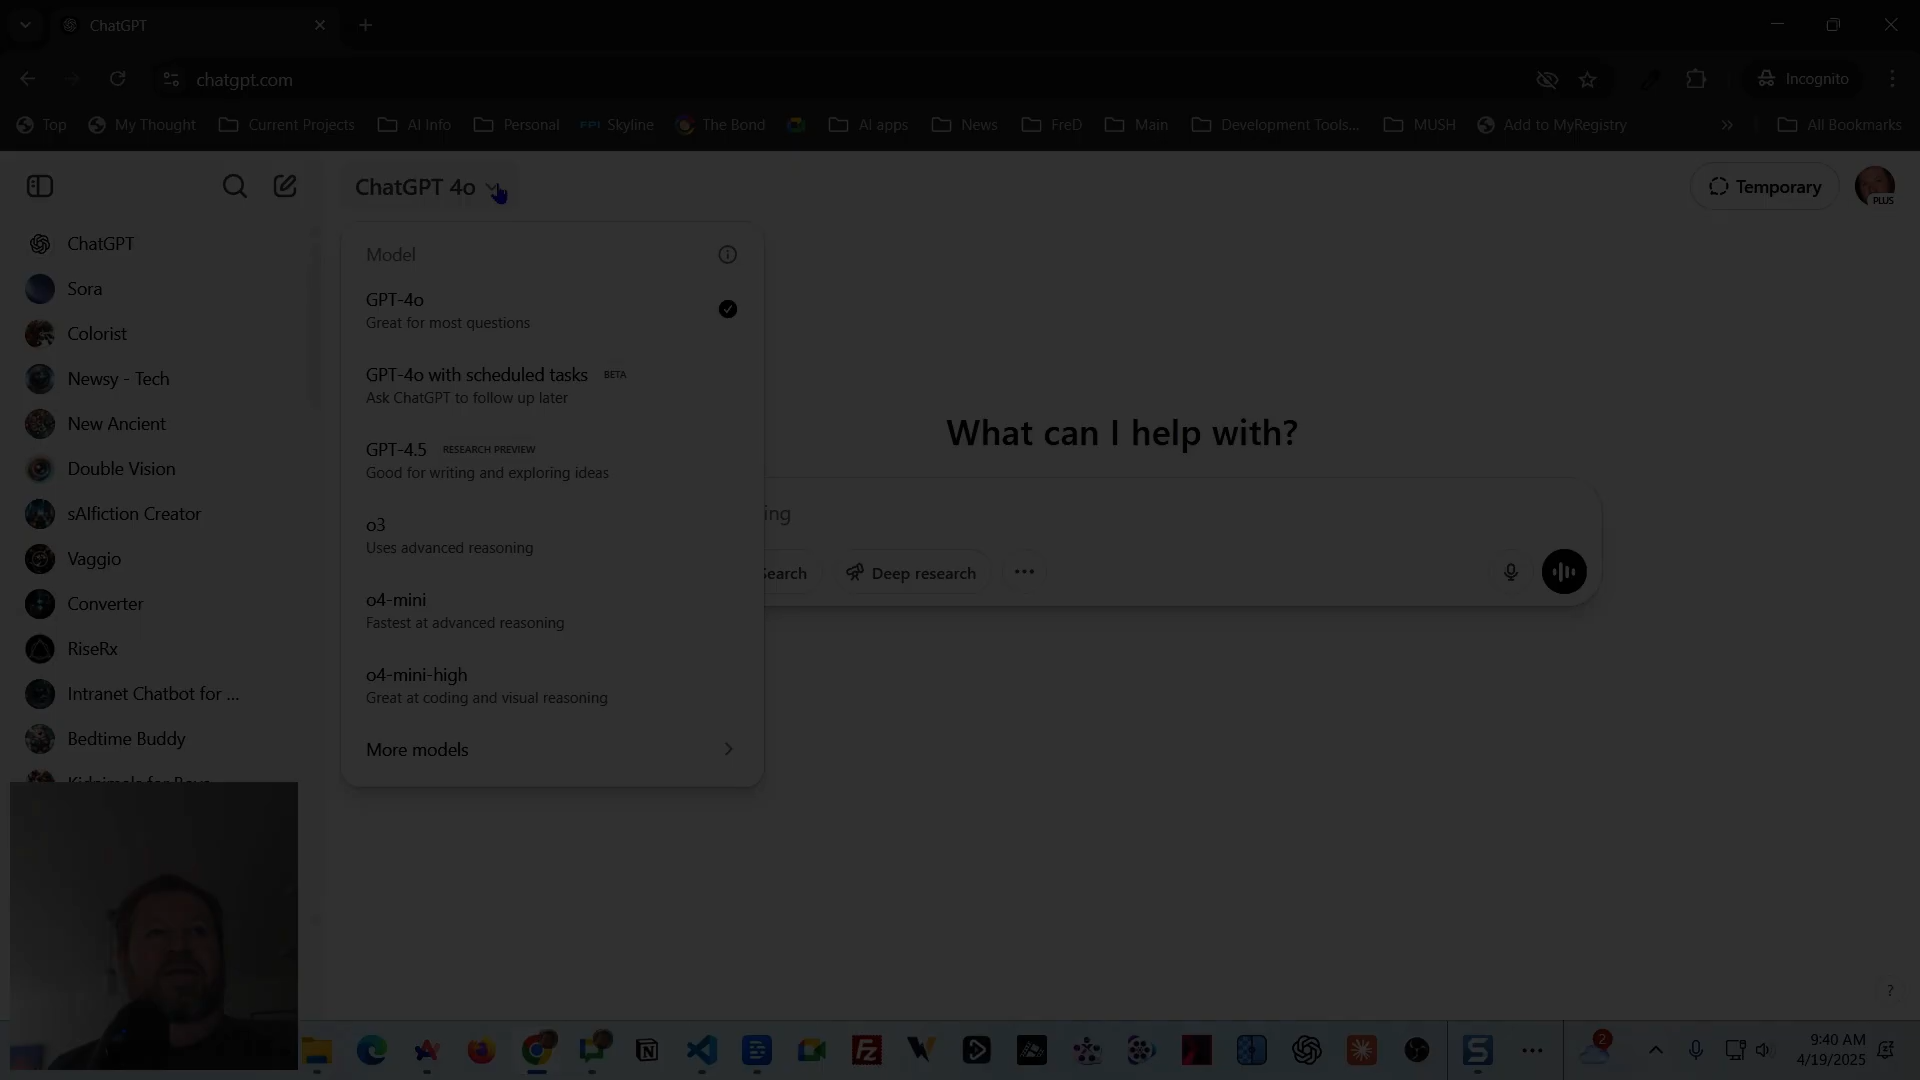 ChatGPT
chatgpt.com
Incognito
Top
My Thought
Current Projects
AI Info
Personal
FPI Skyline
The Bond
AI apps
News
FreD
Main
Development Tools...
MUSH
Add to MyRegistry
All Bookmarks
ChatGPT 4o
Temporary
PLUS
ChatGPT
Sora
Colorist
Newsy - Tech
New Ancient
Double Vision
sAIfiction Creator
Vaggio
Converter
RiseRx
Intranet Chatbot for ...
Bedtime Buddy
Model
GPT-4o
Great for most questions
GPT-4o with scheduled tasks BETA
Ask ChatGPT to follow up later
GPT-4.5 RESEARCH PREVIEW
Good for writing and exploring ideas
o3
Uses advanced reasoning
o4-mini
Fastest at advanced reasoning
o4-mini-high
Great at coding and visual reasoning
More models
What can I help with?
ing
Search
Deep research
?
2
9:40 AM
4/19/2025